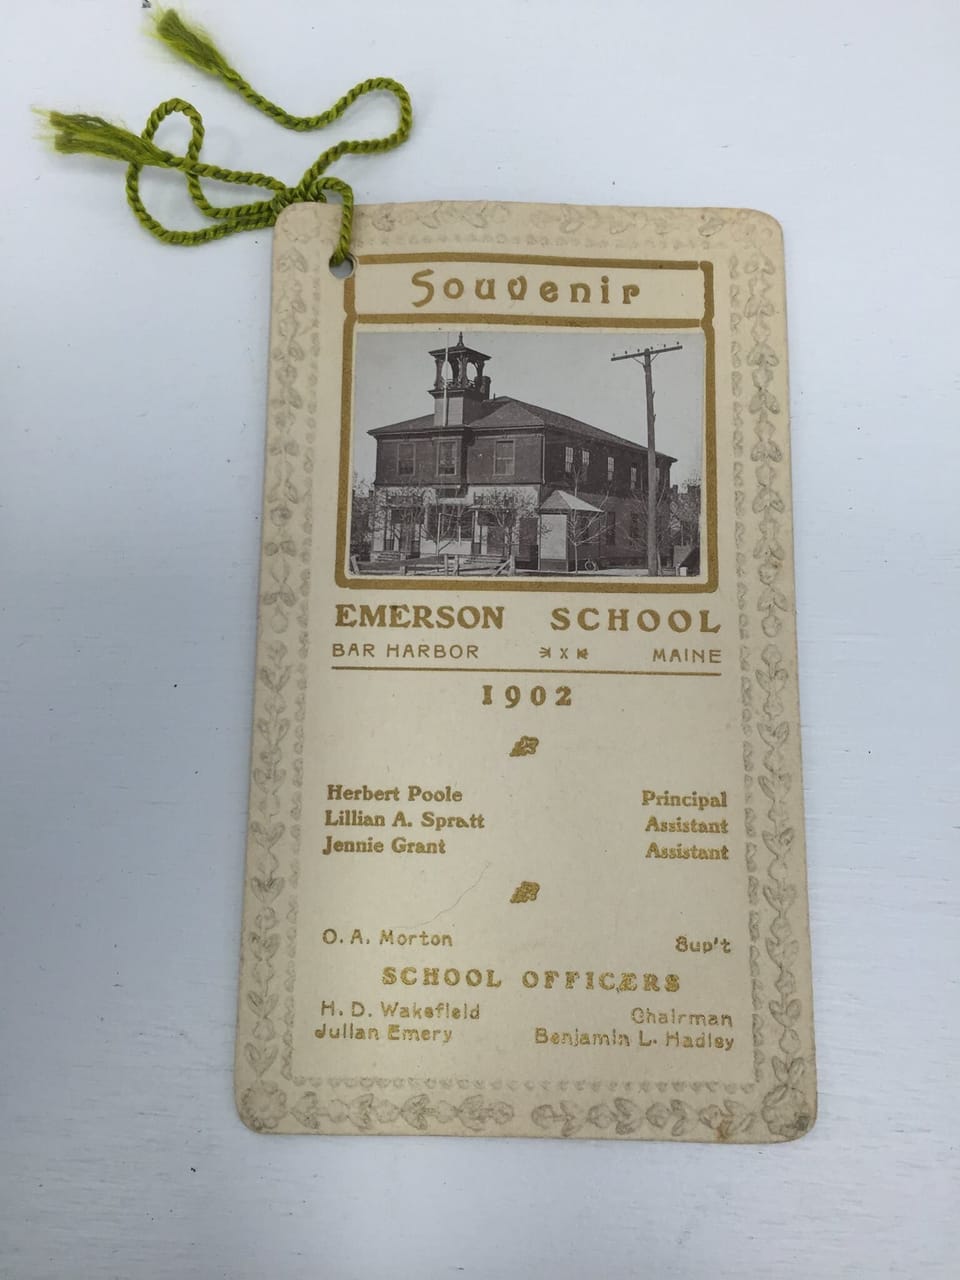 Souvenir
EMERSON SCHOOL
BAR HARBOR MAINE
1902
Herbert Poole Principal
Lillian A. Spratt Assistant
Jennie Grant Assistant
O. A. Morton Sup't
SCHOOL OFFICERS
H. D. Wakefield Chairman
Julian Emery Benjamin L. Hadley